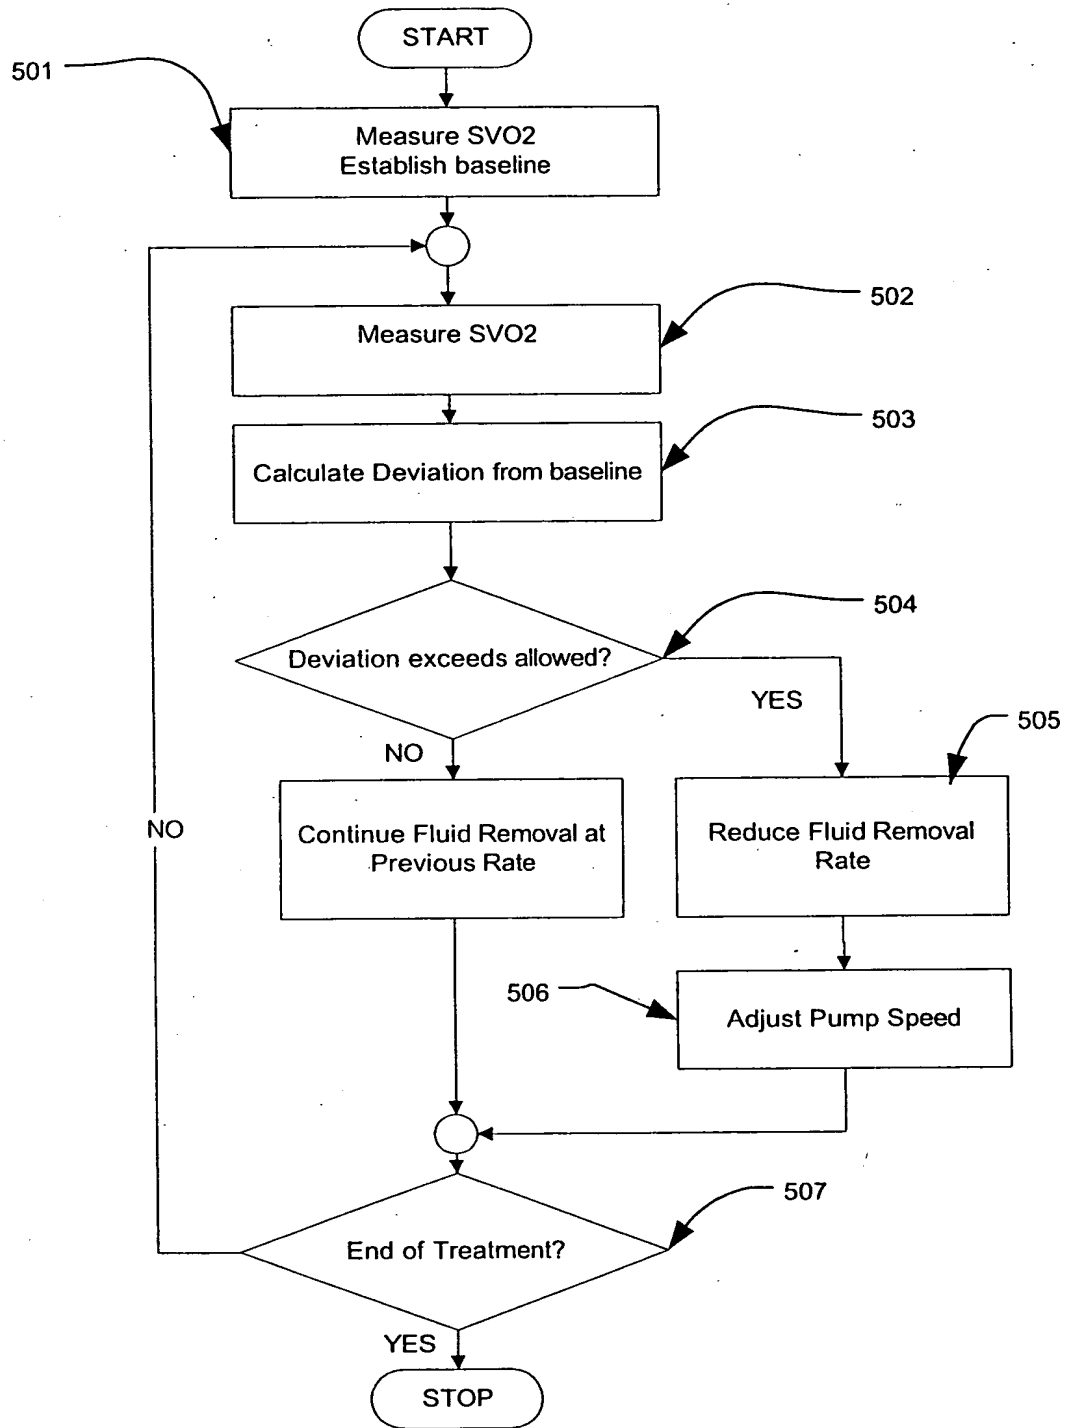 START
501
Measure SVO2
Establish baseline
502
Measure SVO2
503
Calculate Deviation from baseline
504
Deviation exceeds allowed?
YES
505
NO
Continue Fluid Removal at
Previous Rate
Reduce Fluid Removal
Rate
NO
506
Adjust Pump Speed
507
End of Treatment?
YES
STOP